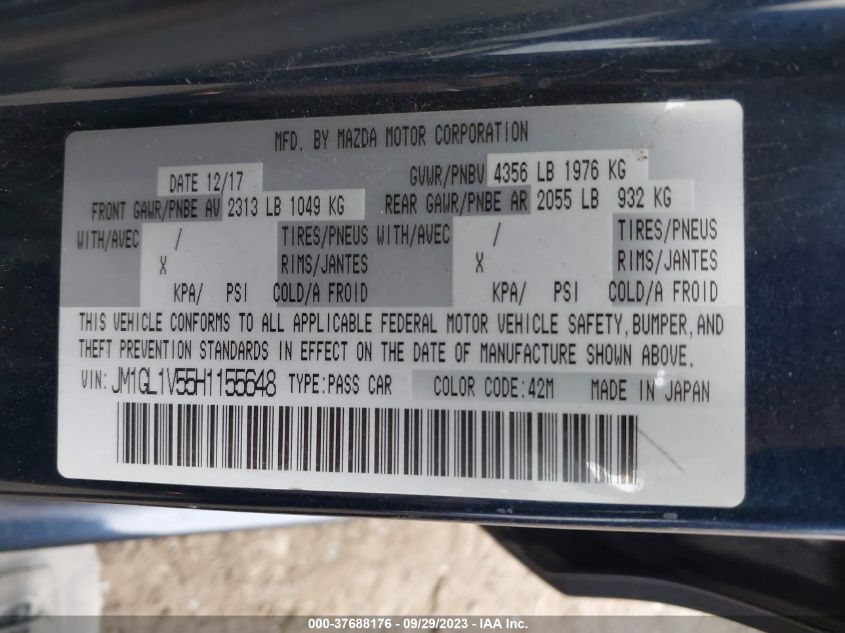 MFD. BY MAZDA MOTOR CORPORATION
DATE 12/17 GVWR/PNBV 4356 LB 1976 KG
FRONT GAWR/PNBE AV 2313 LB 1049 KG REAR GAWR/PNBE AR 2055 LB 932 KG
WITH/AVEC / TIRES/PNEUS WITH/AVEC / TIRES/PNEUS
X RIMS/JANTES X RIMS/JANTES
KPA/ PSI COLD/A FROID KPA/ PSI COLD/A FROID
THIS VEHICLE CONFORMS TO ALL APPLICABLE FEDERAL MOTOR VEHICLE SAFETY, BUMPER, AND
THEFT PREVENTION STANDARDS IN EFFECT ON THE DATE OF MANUFACTURE SHOWN ABOVE.
VIN: JM1GL1V55H1155648 TYPE: PASS CAR COLOR CODE: 42M MADE IN JAPAN
000-37688176 - 09/29/2023 - IAA Inc.